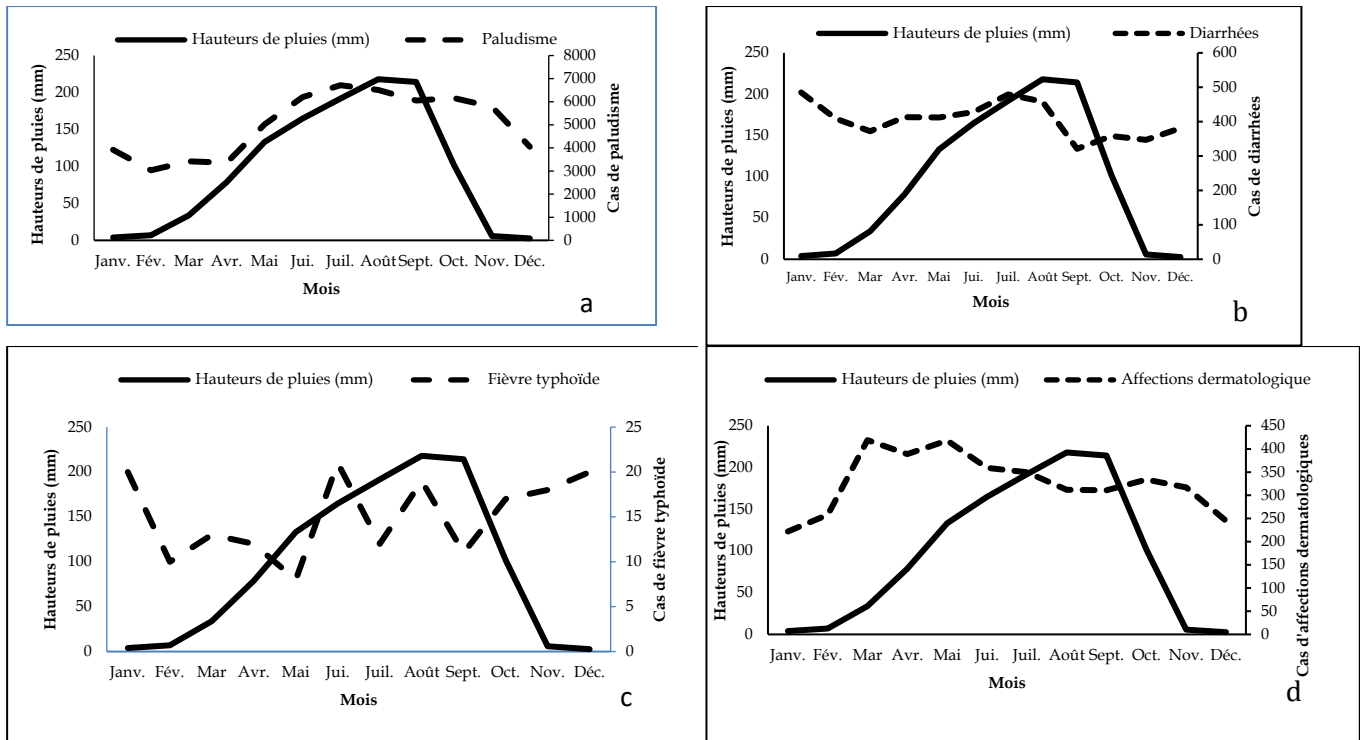 Hauteurs de pluies (mm) Paludisme
Hauteurs de pluies (mm)
250
200
150
100
50
0
8000
7000
6000
5000
4000
3000
2000
1000
0
Cas de paludisme
Janv. Fév. Mar Avr. Mai Jui. Juil. Août Sept. Oct. Nov. Déc.
Mois
a
Hauteurs de pluies (mm) Diarrhées
Hauteurs de pluies (mm)
250
200
150
100
50
0
600
500
400
300
200
100
0
Cas de diarrhées
Janv. Fév. Mar Avr. Mai Jui. Juil. Août Sept. Oct. Nov. Déc.
Mois
b
Hauteurs de pluies (mm) Fièvre typhoïde
Hauteurs de pluies (mm)
250
200
150
100
50
0
25
20
15
10
5
0
Cas de fièvre typhoïde
Janv. Fév. Mar Avr. Mai Jui. Juil. Août Sept. Oct. Nov. Déc.
Mois
c
Hauteurs de pluies (mm) Affections dermatologique
Hauteurs de pluies (mm)
250
200
150
100
50
0
450
400
350
300
250
200
150
100
50
0
Cas d'affections dermatologiques
Janv. Fév. Mar Avr. Mai Jui. Juil. Août Sept. Oct. Nov. Déc.
Mois
d